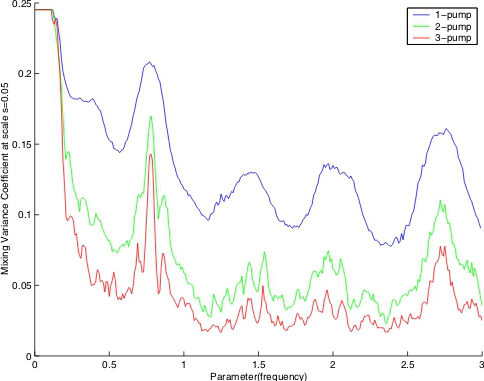 0.25
0.2
0.15
0.1
0.05
0
Mixing Variance Coefficient at scale s=0.05
1-pump
2-pump
3-pump
0 0.5 1 1.5 2 2.5 3
Parameter(frequency)